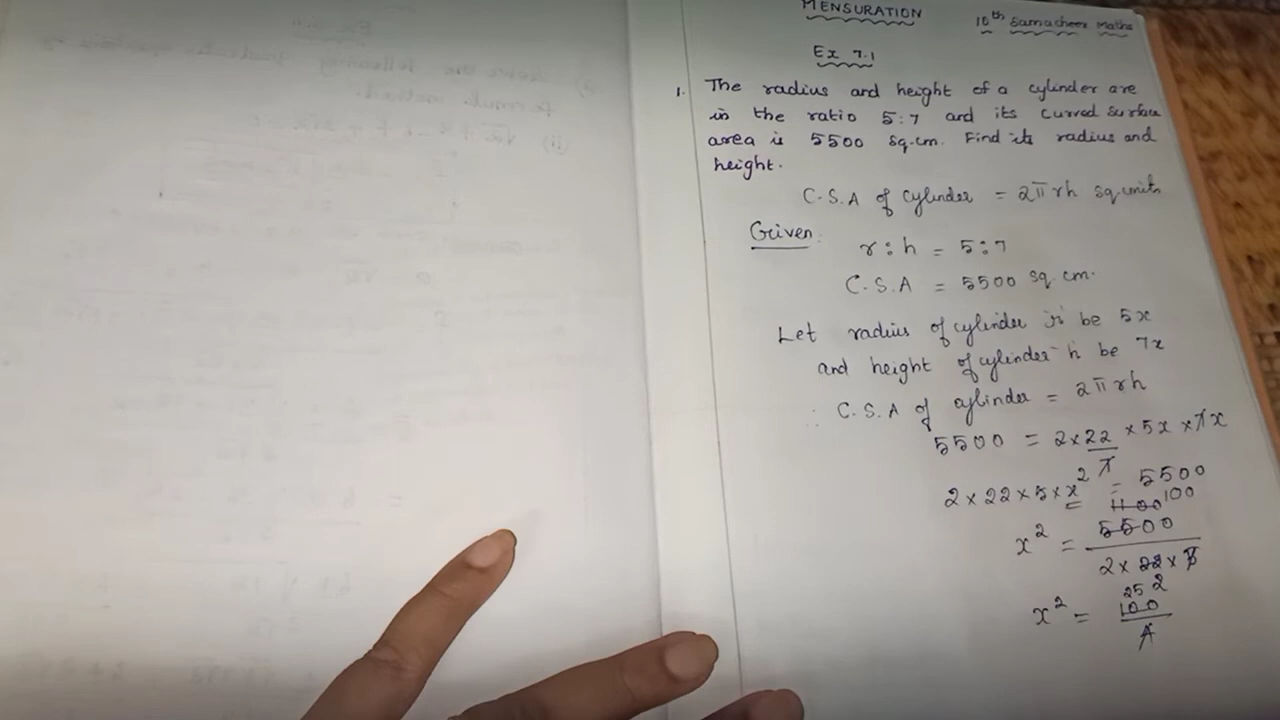 MENSURATION
10th Samacheer Maths
Ex 7.1
1. The radius and height of a cylinder are
in the ratio 5:7 and its curved surface
area is 5500 sq.cm. Find its radius and
height.
C.S.A of cylinder = 2πrh sq.units
Given:
r:h = 5:7
C.S.A = 5500 sq.cm.
Let radius of cylinder r be 5x
and height of cylinder h be 7x
∴ C.S.A of cylinder = 2πrh
5500 = 2×22/7 ×5x ×7x
2×22×5×x² = 5500
x² = 5500/2×22×5
1100 100
2
x² = 100/4
25